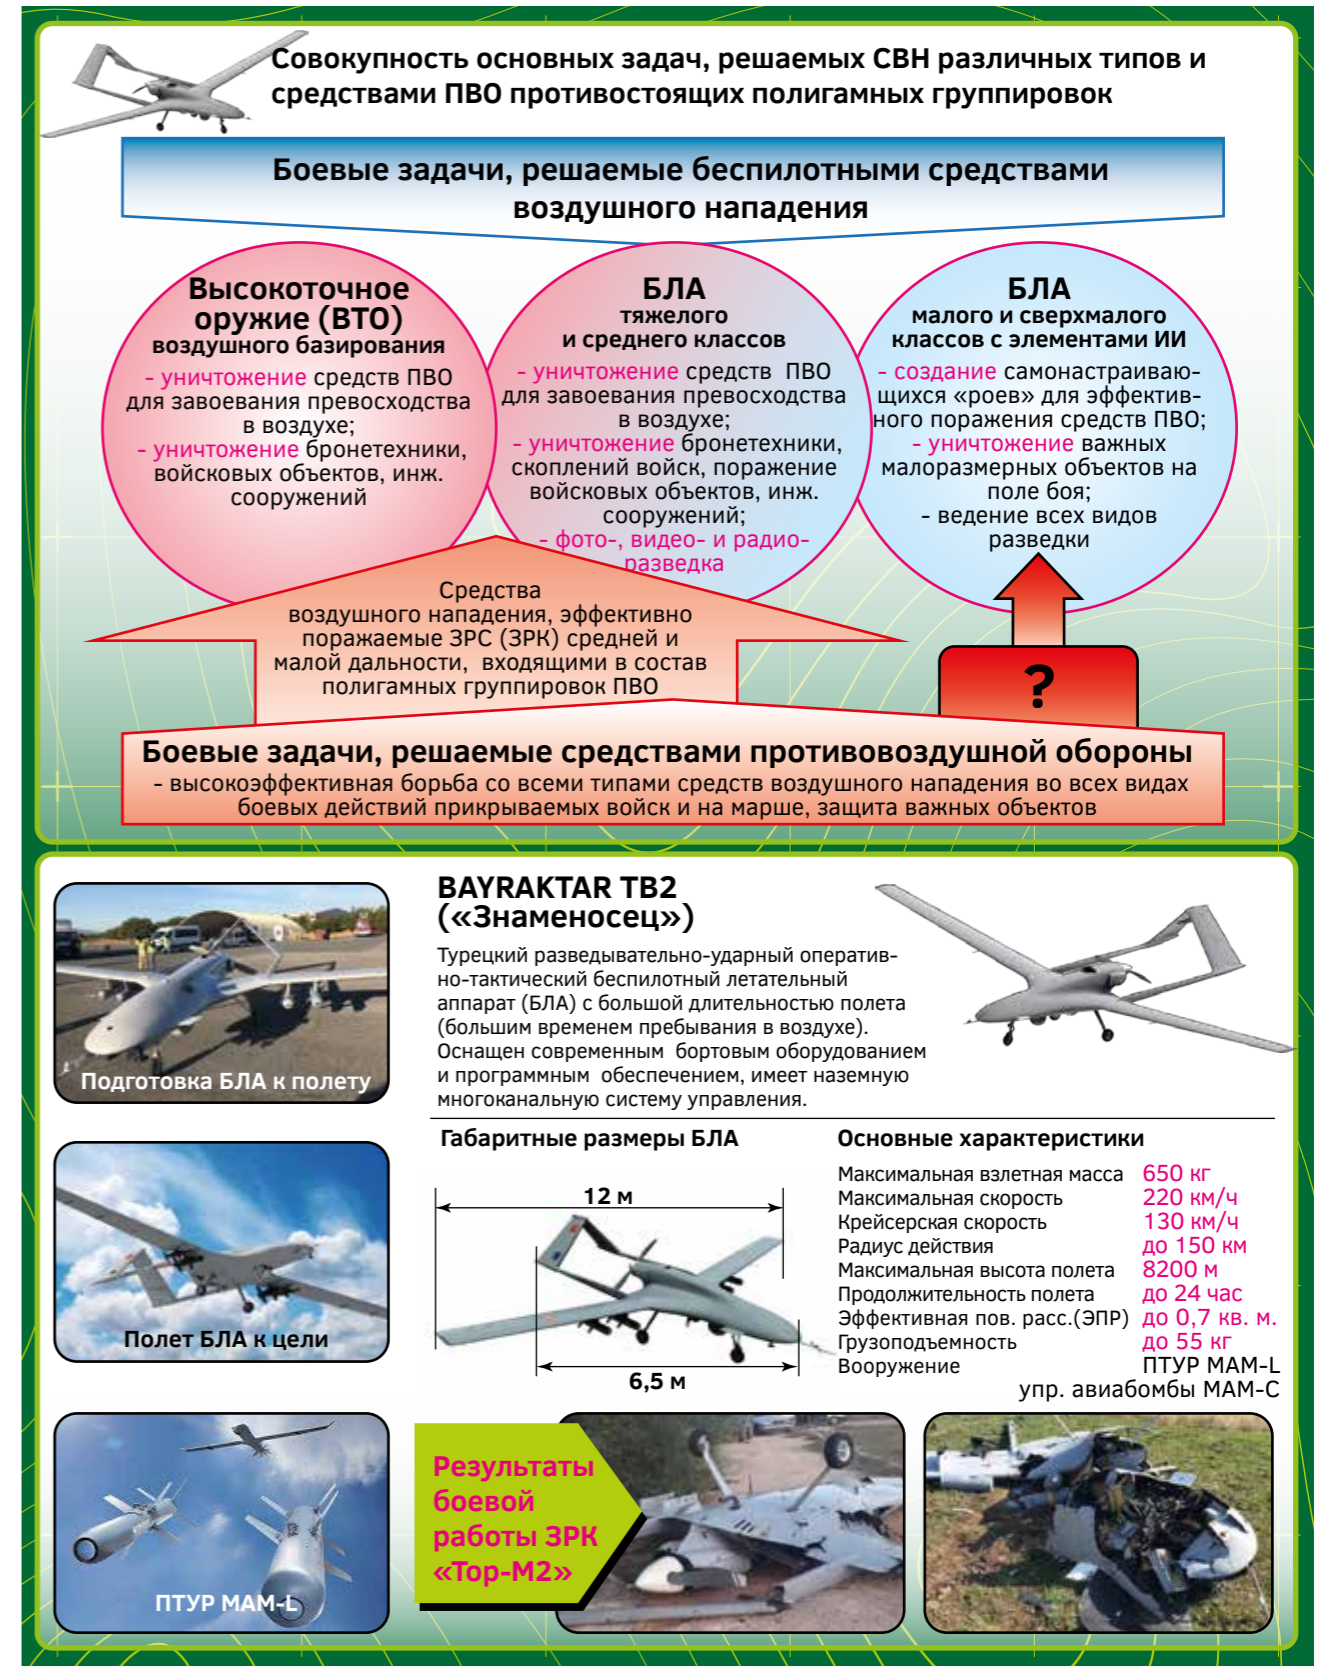 Совокупность основных задач, решаемых СВН различных типов и
средствами ПВО противостоящих полигамных группировок
Боевые задачи, решаемые беспилотными средствами
воздушного нападения
Высокоточное
оружие (ВТО)
воздушного базирования
- уничтожение средств ПВО
для завоевания превосходства
в воздухе;
- уничтожение бронетехники,
войсковых объектов, инж.
сооружений
БЛА
тяжелого
и среднего классов
- уничтожение средств ПВО
для завоевания превосходства
в воздухе;
- уничтожение бронетехники,
скоплений войск, поражение
войсковых объектов, инж.
сооружений;
- фото-, видео- и радио-
разведка
БЛА
малого и сверхмалого
классов с элементами ИИ
- создание самонастраиваю-
щихся «роев» для эффектив-
ного поражения средств ПВО;
- уничтожение важных
малоразмерных объектов на
поле боя;
- ведение всех видов
разведки
Средства
воздушного нападения, эффективно
поражаемые ЗРС (ЗРК) средней и
малой дальности, входящими в состав
полигамных группировок ПВО
?
Боевые задачи, решаемые средствами противовоздушной обороны
- высокоэффективная борьба со всеми типами средств воздушного нападения во всех видах
боевых действий прикрываемых войск и на марше, защита важных объектов
Подготовка БЛА к полету
BAYRAKTAR TB2
(«Знаменосец»)
Турецкий разведывательно-ударный оператив-
но-тактический беспилотный летательный
аппарат (БЛА) с большой длительностью полета
(большим временем пребывания в воздухе).
Оснащен современным бортовым оборудованием
и программным обеспечением, имеет наземную
многоканальную систему управления.
Полет БЛА к цели
Габаритные размеры БЛА
12 м
6,5 м
Основные характеристики
Максимальная взлетная масса 650 кг
Максимальная скорость 220 км/ч
Крейсерская скорость 130 км/ч
Радиус действия до 150 км
Максимальная высота полета 8200 м
Продолжительность полета до 24 час
Эффективная пов. расс.(ЭПР) до 0,7 кв. м.
Грузоподъемность до 55 кг
Вооружение ПТУР MAM-L
упр. авиабомбы MAM-C
ПТУР MAM-L
Результаты
боевой
работы ЗРК
«Тор-М2»